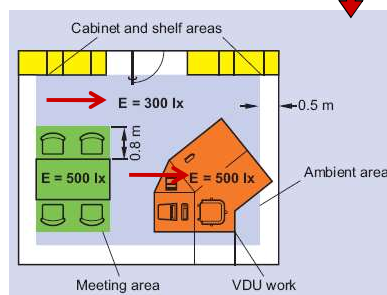 Cabinet and shelf areas
E = 300 lx
0.5 m
0.8 m
E = 500 lx
E = 500 lx
Ambient area
Meeting area
VDU work